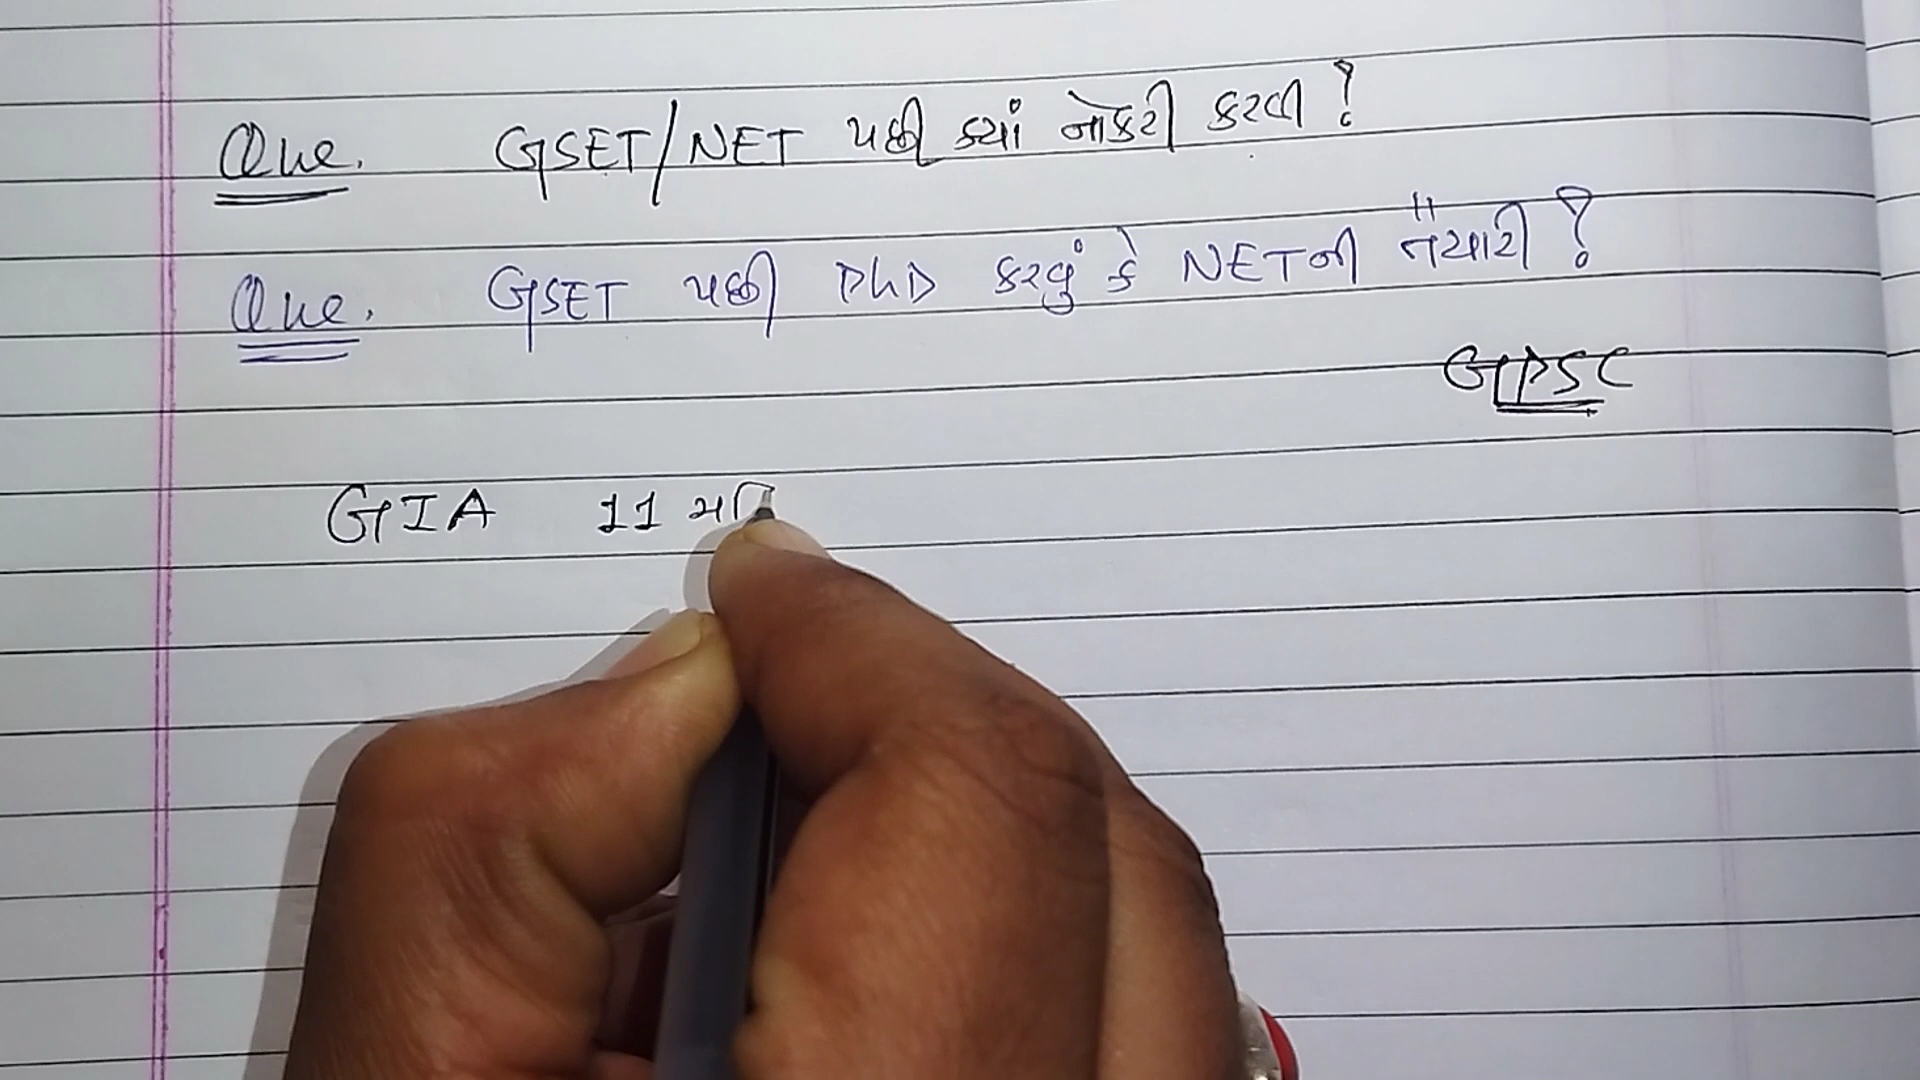 Que. GSET/NET પછી ક્યાં નોકરી કરવી ?
Que. GSET પછી PhD કરવું કે NETની તૈયારી ?
GPSC
GIA 11